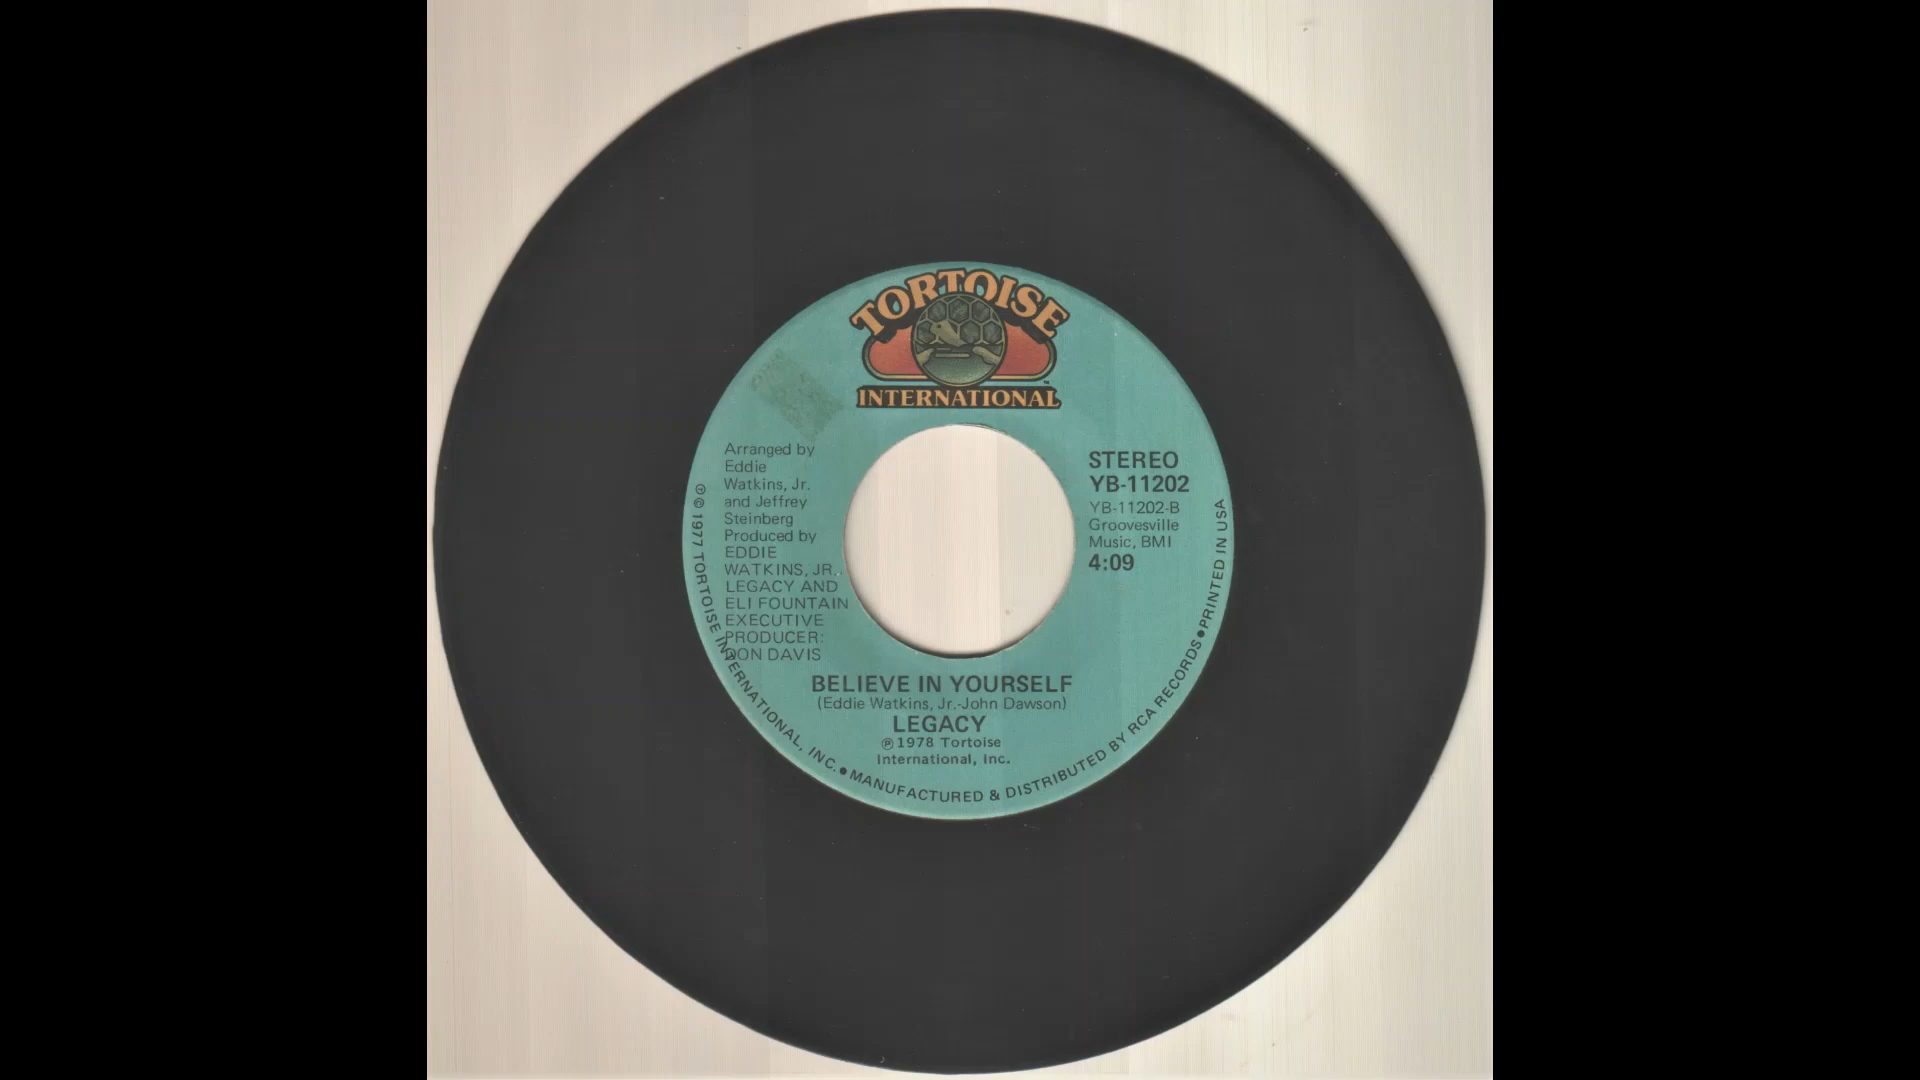 TORTOISE
INTERNATIONAL
Arranged by
Eddie
Watkins, Jr.
and Jeffrey
Steinberg
Produced by
EDDIE
WATKINS, JR.,
LEGACY AND
ELI FOUNTAIN
EXECUTIVE
PRODUCER:
DON DAVIS
STEREO
YB-11202
YB-11202-B
Groovesville
Music, BMI
4:09
BELIEVE IN YOURSELF
(Eddie Watkins, Jr.-John Dawson)
LEGACY
℗ 1978 Tortoise
International, Inc.
℗ © 1977 TORTOISE INTERNATIONAL, INC. ● MANUFACTURED & DISTRIBUTED BY RCA RECORDS ● PRINTED IN USA